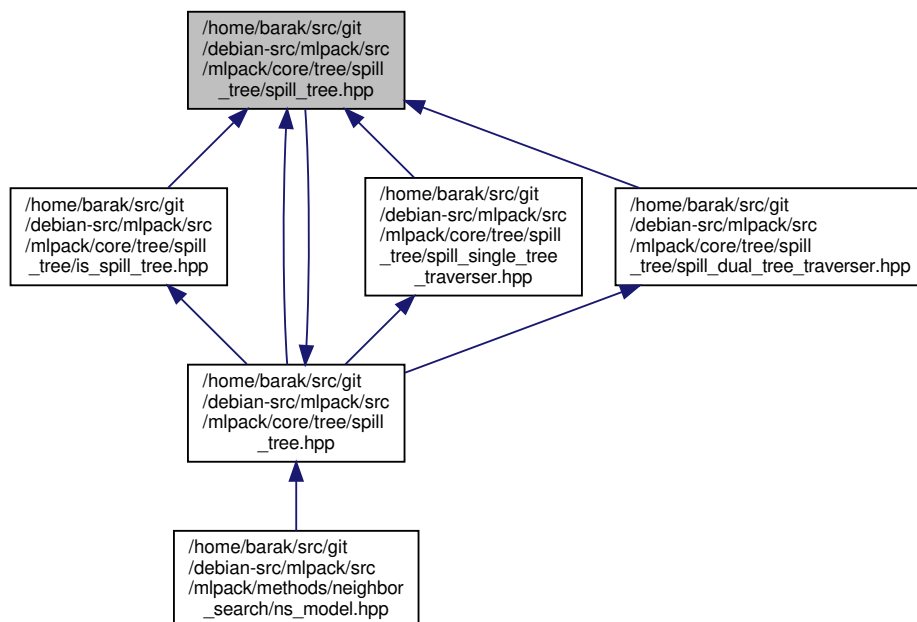 /home/barak/src/git
/debian-src/mlpack/src
/mlpack/core/tree/spill
_tree/spill_tree.hpp
/home/barak/src/git
/debian-src/mlpack/src
/mlpack/core/tree/spill
_tree/is_spill_tree.hpp
/home/barak/src/git
/debian-src/mlpack/src
/mlpack/core/tree/spill
_tree/spill_single_tree
_traverser.hpp
/home/barak/src/git
/debian-src/mlpack/src
/mlpack/core/tree/spill
_tree/spill_dual_tree_traverser.hpp
/home/barak/src/git
/debian-src/mlpack/src
/mlpack/core/tree/spill
_tree.hpp
/home/barak/src/git
/debian-src/mlpack/src
/mlpack/methods/neighbor
_search/ns_model.hpp